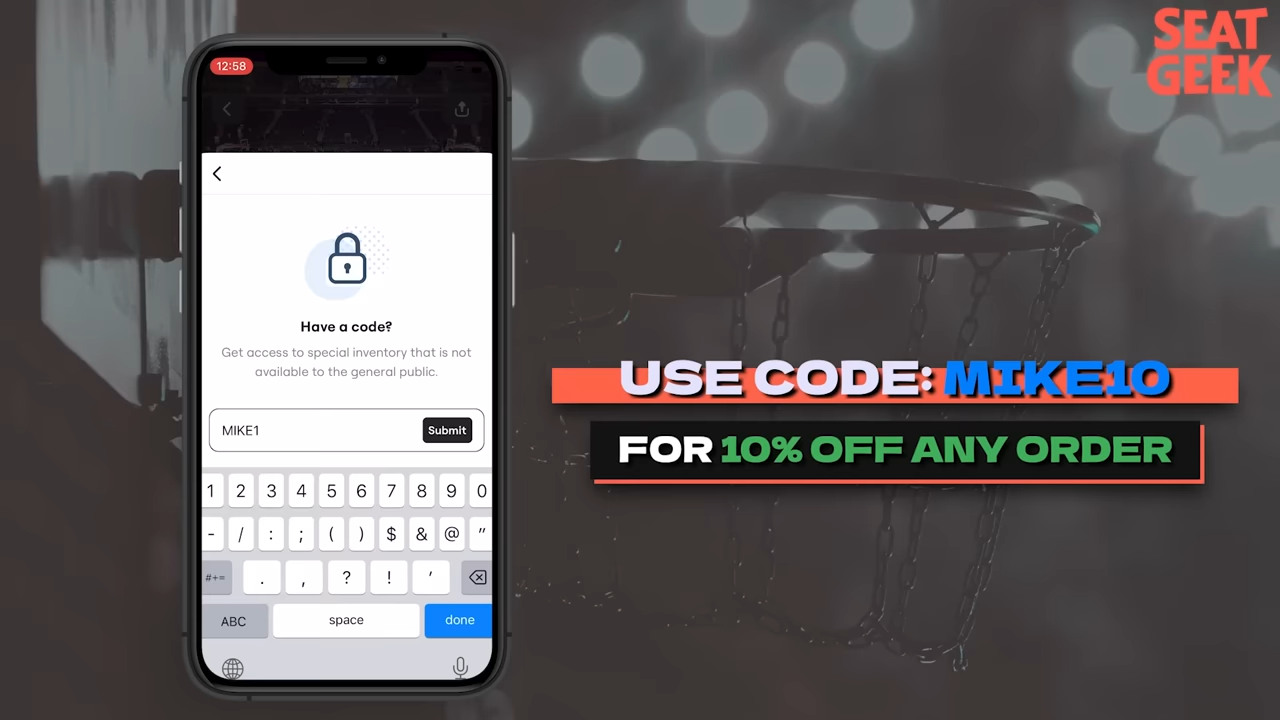 12:58
Have a code?
Get access to special inventory that is not
available to the general public.
MIKE1
Submit
1 2 3 4 5 6 7 8 9 0
- / : ; ( ) $ & @ "
#+= . , ? ! '
ABC space done
SEAT
GEEK
USE CODE: MIKE10
FOR 10% OFF ANY ORDER